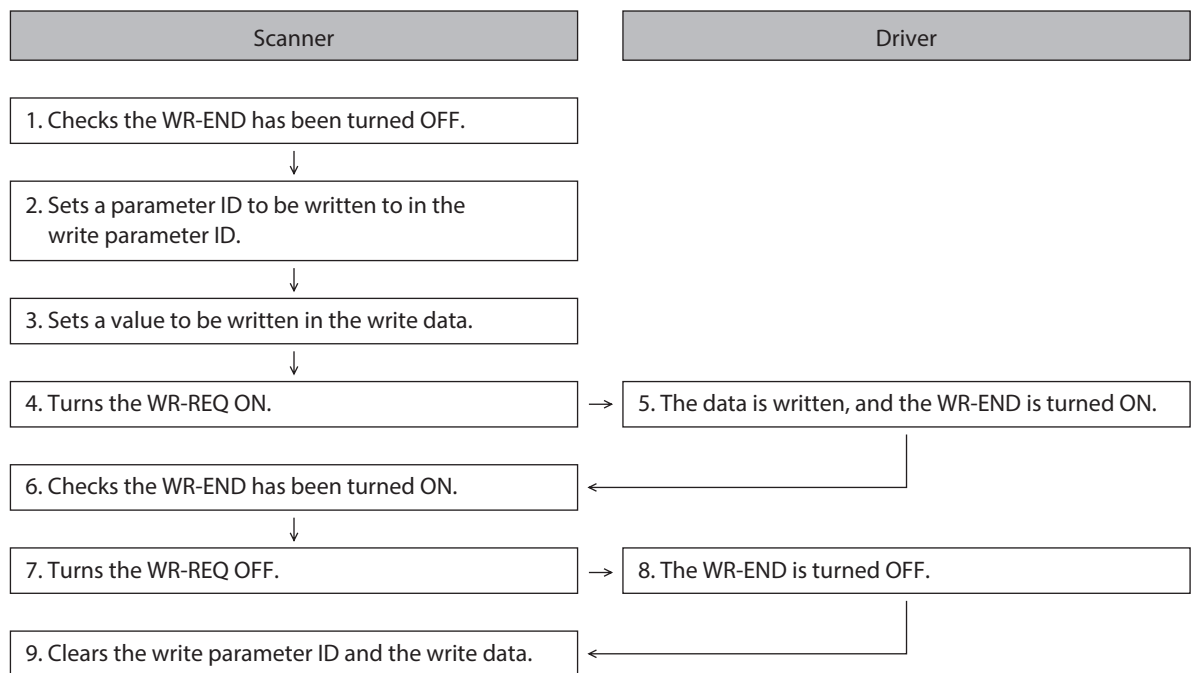 Scanner
Driver
1. Checks the WR-END has been turned OFF.
2. Sets a parameter ID to be written to in the
write parameter ID.
3. Sets a value to be written in the write data.
4. Turns the WR-REQ ON.
5. The data is written, and the WR-END is turned ON.
6. Checks the WR-END has been turned ON.
7. Turns the WR-REQ OFF.
8. The WR-END is turned OFF.
9. Clears the write parameter ID and the write data.